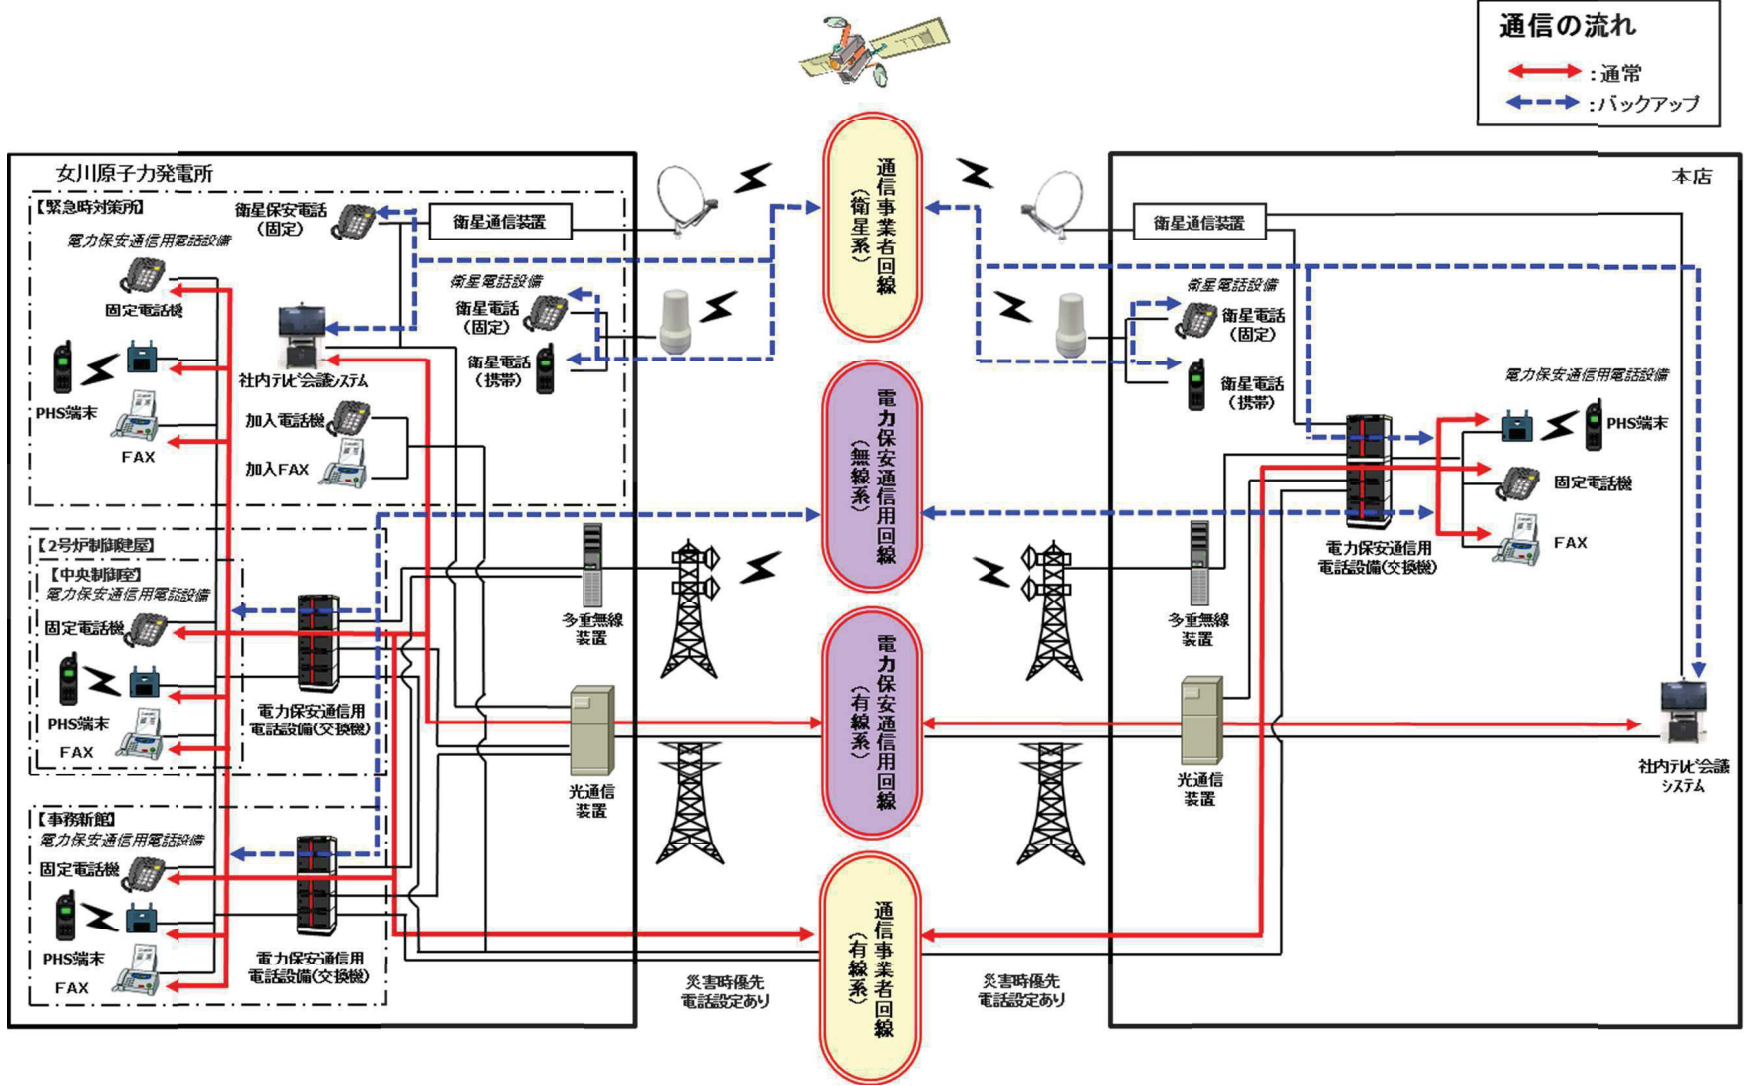 通信の流れ
:通常
:バックアップ
女川原子力発電所
【緊急時対策所】
衛星保安電話
(固定)
衛星通信装置
電力保安通信用電話設備
固定電話機
社内テレビ会議システム
衛星電話設備
衛星電話
(固定)
衛星電話
(携帯)
PHS端末
FAX
加入電話機
加入FAX
【2号炉制御建屋】
【中央制御室】
電力保安通信用電話設備
固定電話機
PHS端末
FAX
電力保安通信用
電話設備(交換機)
多重無線
装置
光通信
装置
【事務新館】
電力保安通信用電話設備
固定電話機
PHS端末
FAX
電力保安通信用
電話設備(交換機)
災害時優先
電話設定あり
通信事業者回線
(衛星系)
電力保安通信用回線
(無線系)
電力保安通信用回線
(有線系)
通信事業者回線
(有線系)
災害時優先
電話設定あり
本店
衛星通信装置
衛星電話設備
衛星電話
(固定)
衛星電話
(携帯)
電力保安通信用電話設備
PHS端末
固定電話機
FAX
電力保安通信用
電話設備(交換機)
多重無線
装置
光通信
装置
社内テレビ会議
システム